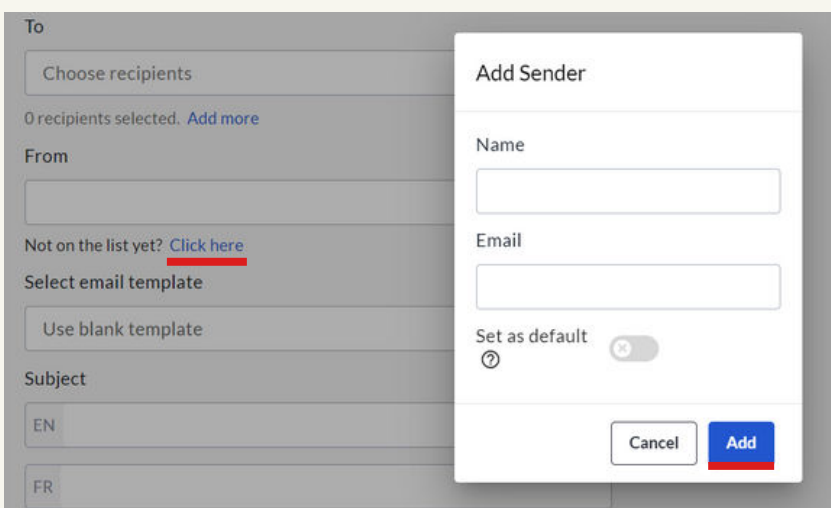 To
Choose recipients
0 recipients selected. Add more
From
Not on the list yet? Click here
Select email template
Use blank template
Subject
EN
FR
Add Sender
Name
Email
Set as default
Cancel
Add